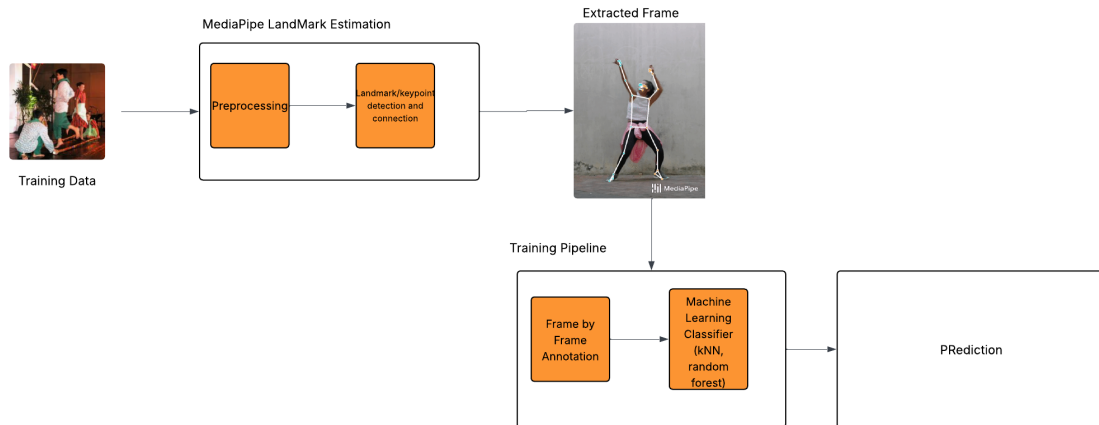 MediaPipe LandMark Estimation
Extracted Frame
Preprocessing
Landmark/keypoint
detection and
connection
MediaPipe
Training Data
Training Pipeline
Frame by
Frame
Annotation
Machine
Learning
Classifier
(kNN,
random
forest)
PRediction